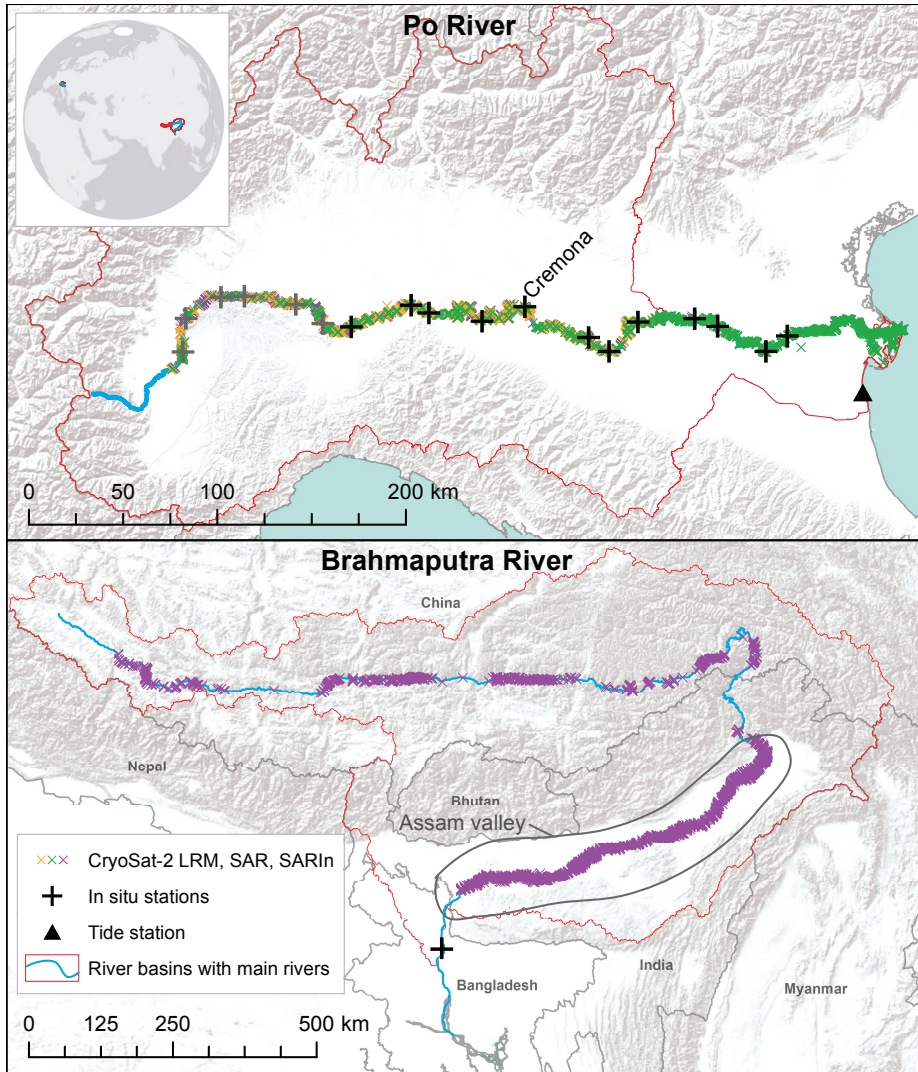 Po River
Cremona
0 50 100 200 km
Brahmaputra River
China
Nepal
Bhutan
Assam valley
CryoSat-2 LRM, SAR, SARIn
In situ stations
Tide station
River basins with main rivers
India
Bangladesh
Myanmar
0 125 250 500 km